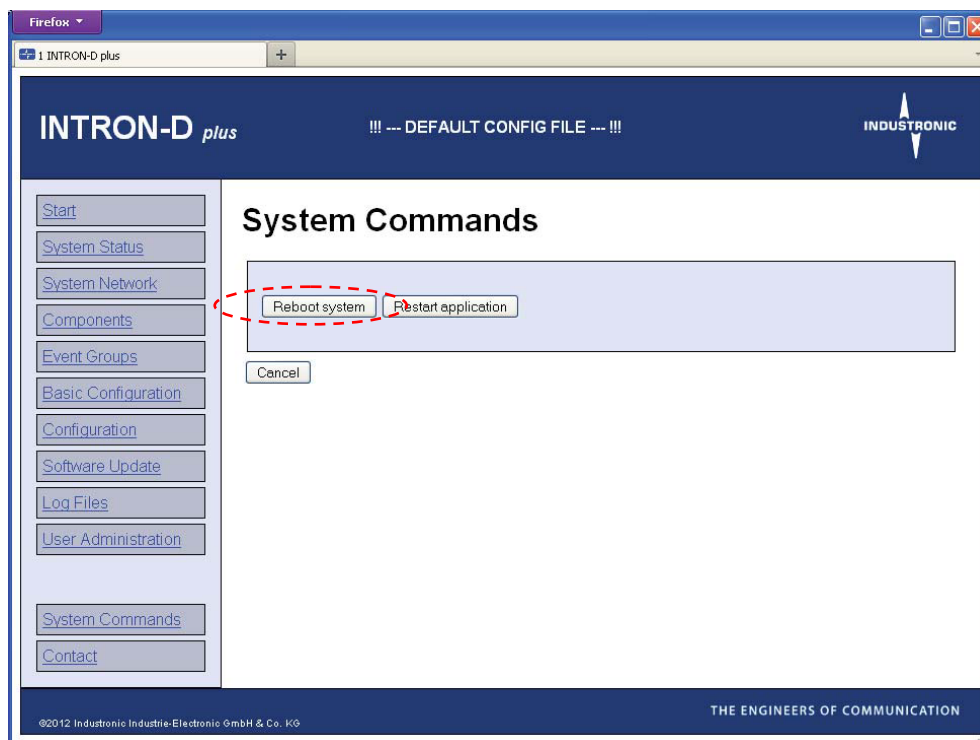 Firefox
1 INTRON-D plus
+
INTRON-D plus
!!! --- DEFAULT CONFIG FILE --- !!!
INDUSTRONIC
Start
System Status
System Network
Components
Event Groups
Basic Configuration
Configuration
Software Update
Log Files
User Administration
System Commands
Contact
System Commands
Reboot system
Restart application
Cancel
©2012 Industronic Industrie-Electronic GmbH & Co. KG
THE ENGINEERS OF COMMUNICATION